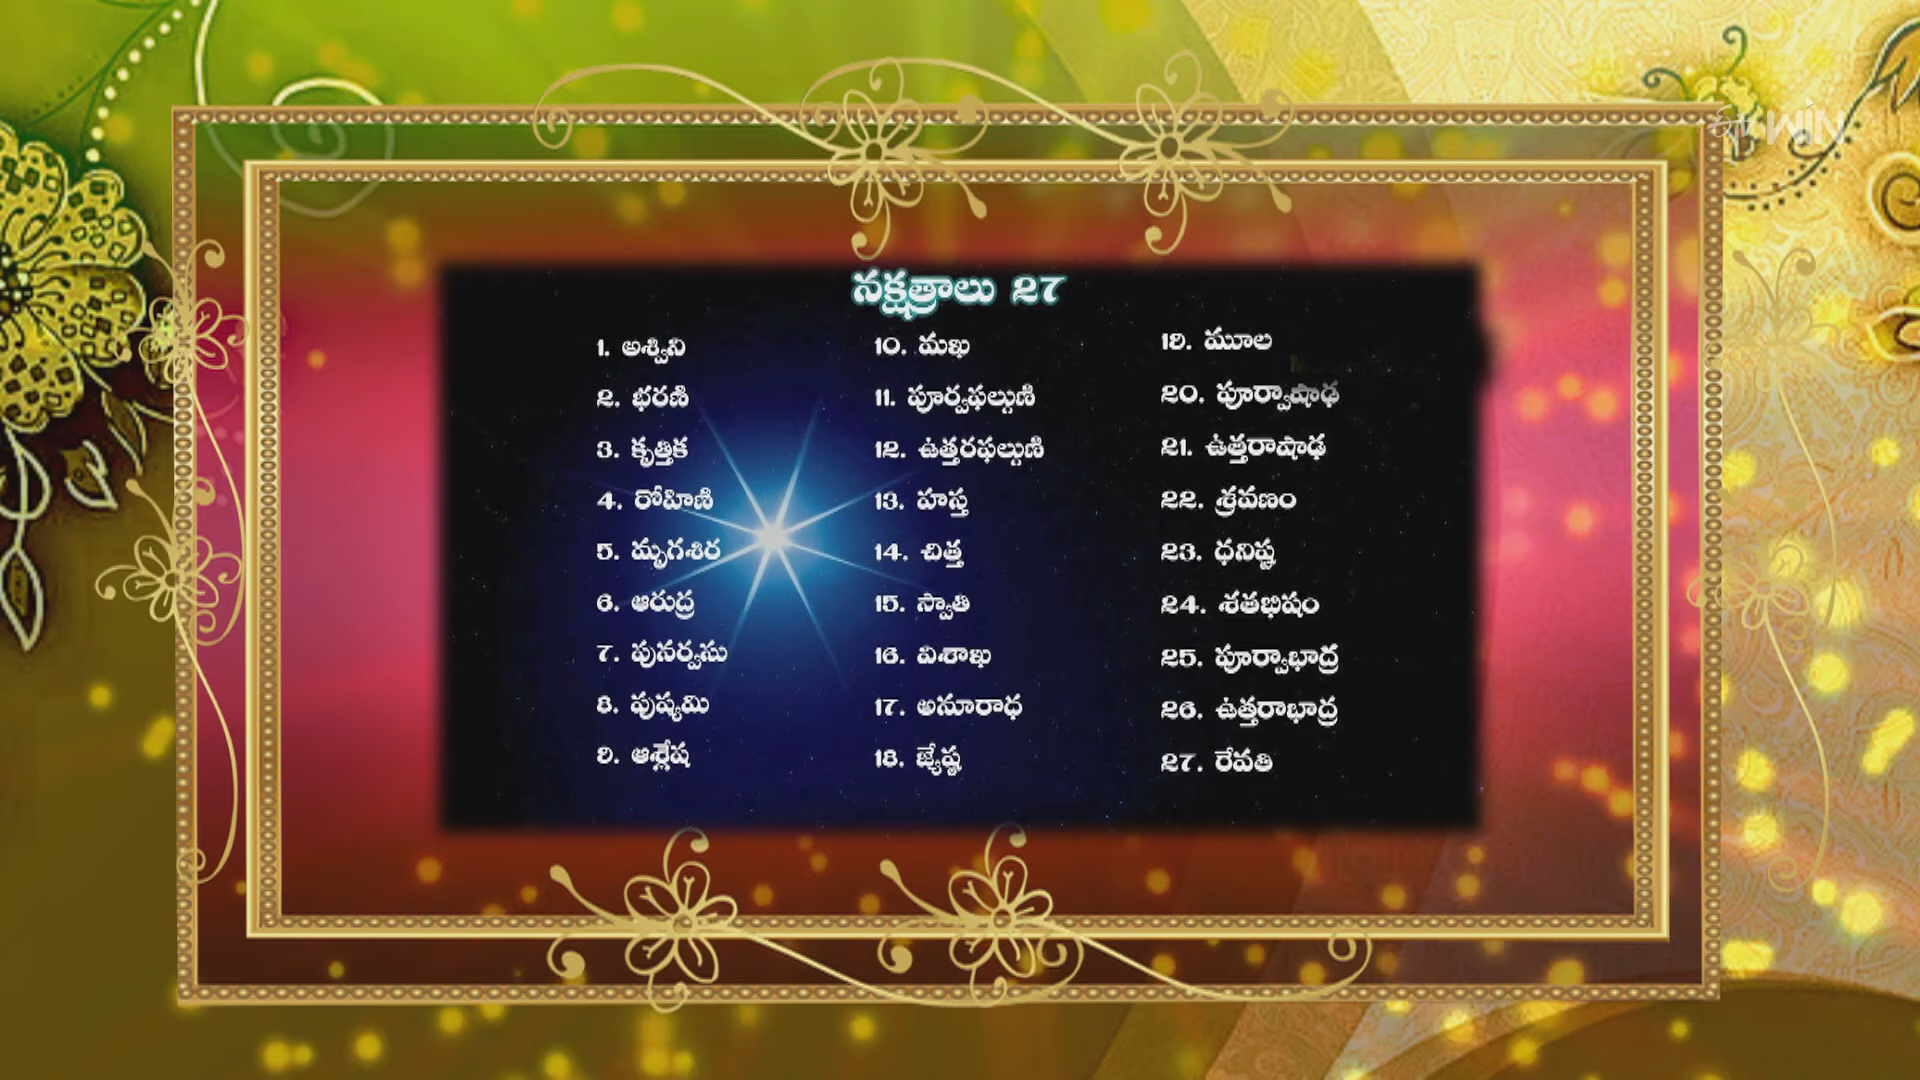 ఈటీవీ WIN
నక్షత్రాలు 27
1. అశ్విని
2. భరణి
3. కృత్తిక
4. రోహిణి
5. మృగశిర
6. ఆరుద్ర
7. పునర్వసు
8. పుష్యమి
9. ఆశ్లేష
10. మఖ
11. పూర్వఫల్గుణి
12. ఉత్తరఫల్గుణి
13. హస్త
14. చిత్త
15. స్వాతి
16. విశాఖ
17. అనూరాధ
18. జ్యేష్ఠ
19. మూల
20. పూర్వాషాఢ
21. ఉత్తరాషాఢ
22. శ్రవణం
23. ధనిష్ఠ
24. శతభిషం
25. పూర్వాభాద్ర
26. ఉత్తరాభాద్ర
27. రేవతి